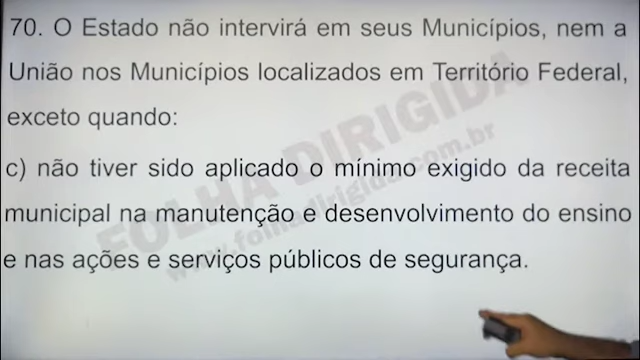 70. O Estado não intervirá em seus Municípios, nem a
União nos Municípios localizados em Território Federal,
exceto quando:
c) não tiver sido aplicado o mínimo exigido da receita
municipal na manutenção e desenvolvimento do ensino
e nas ações e serviços públicos de segurança.
FOLHA DIRIGIDA
www.folhadirigida.com.br